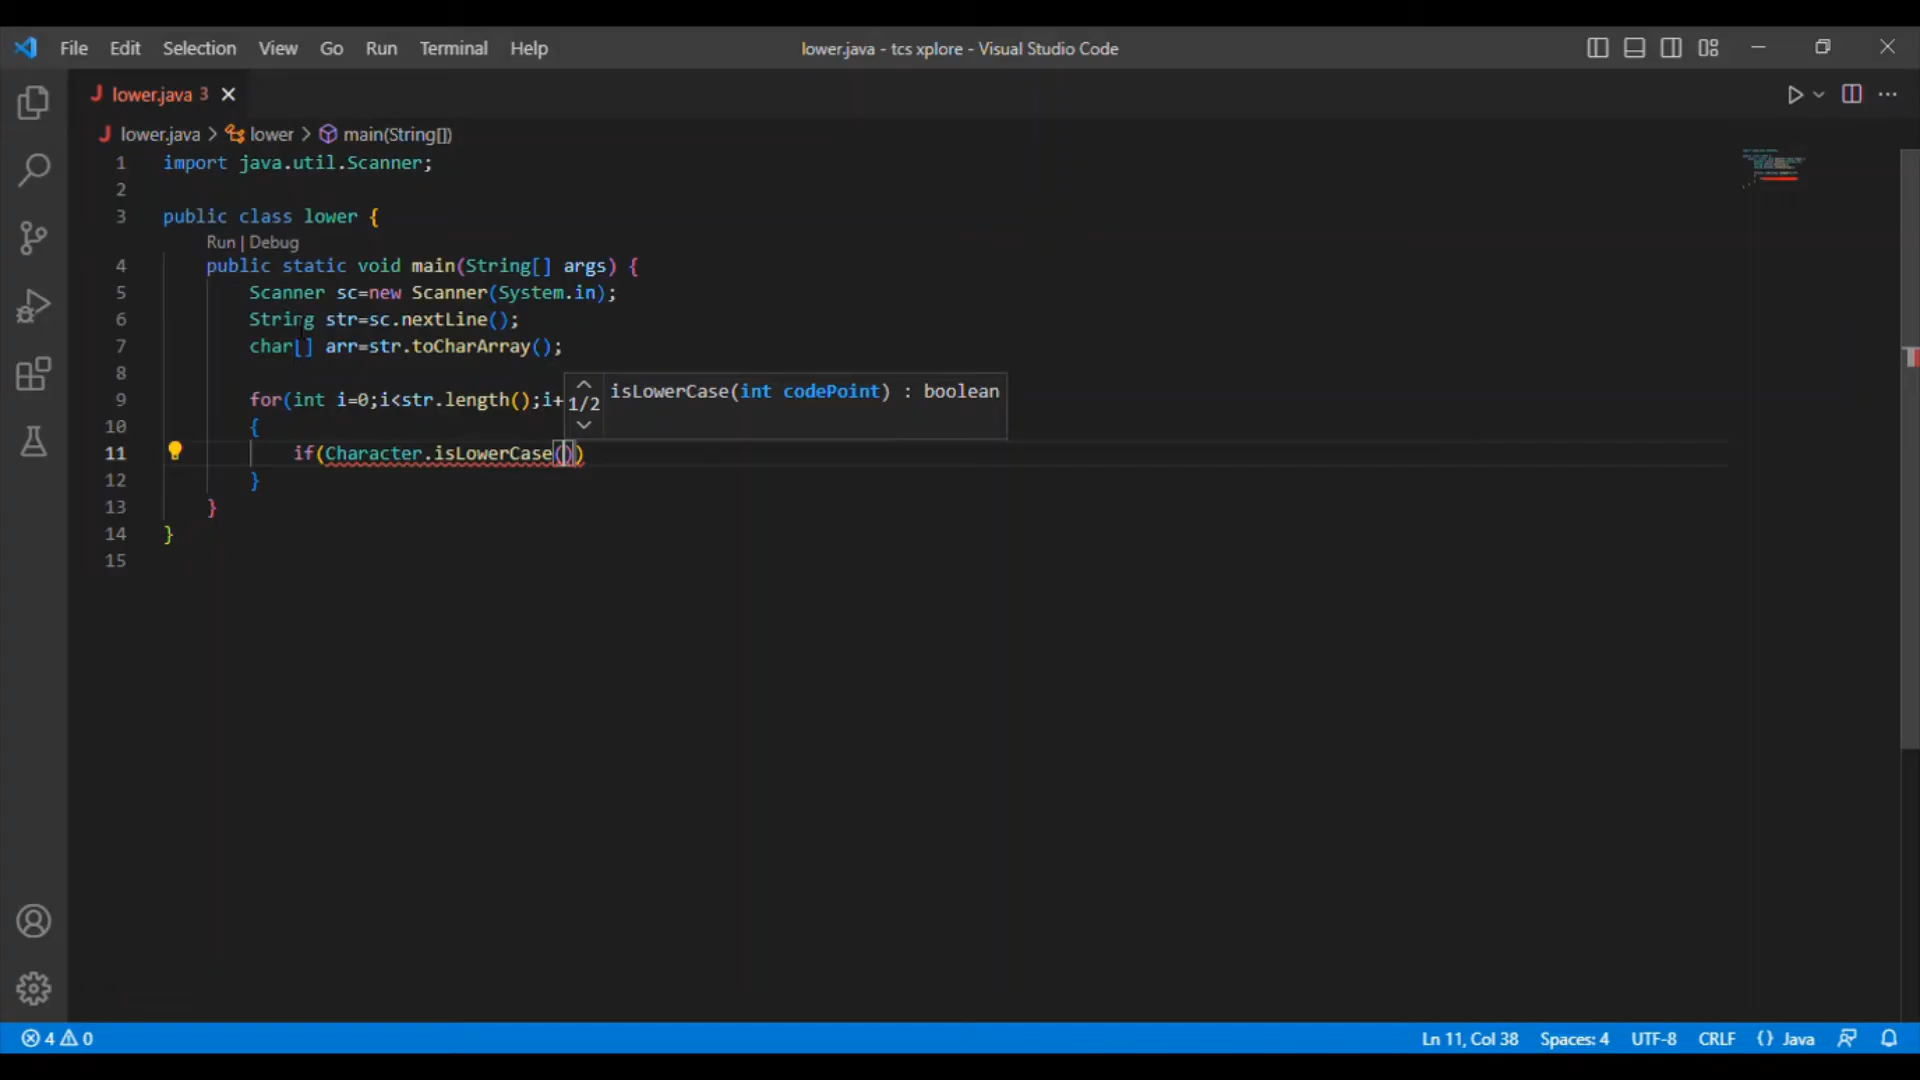 File Edit Selection View Go Run Terminal Help lower.java - tcs xplore - Visual Studio Code
lower.java 3
lower.java > lower > main(String[])
1 import java.util.Scanner;
2
3 public class lower {
Run | Debug
4 public static void main(String[] args) {
5 Scanner sc=new Scanner(System.in);
6 String str=sc.nextLine();
7 char[] arr=str.toCharArray();
8
9 for(int i=0;i<str.length();i+
1/2 isLowerCase(int codePoint) : boolean
10 {
11 if(Character.isLowerCase())
12 }
13 }
14 }
15
4 0 Ln 11, Col 38 Spaces: 4 UTF-8 CRLF {} Java